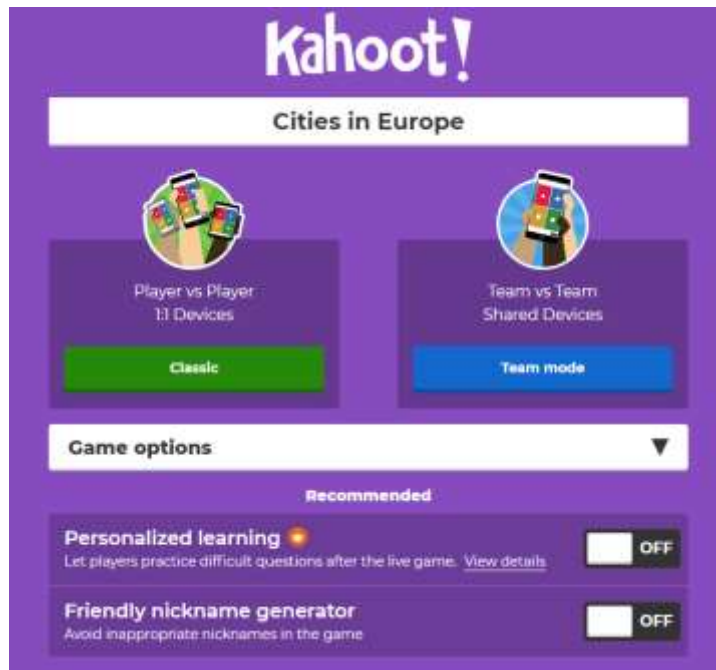 Kahoot!
Cities in Europe
Player vs Player
1:1 Devices
Classic
Team vs Team
Shared Devices
Team mode
Game options
Recommended
Personalized learning
Let players practice difficult questions after the live game. View details
OFF
Friendly nickname generator
Avoid inappropriate nicknames in the game
OFF